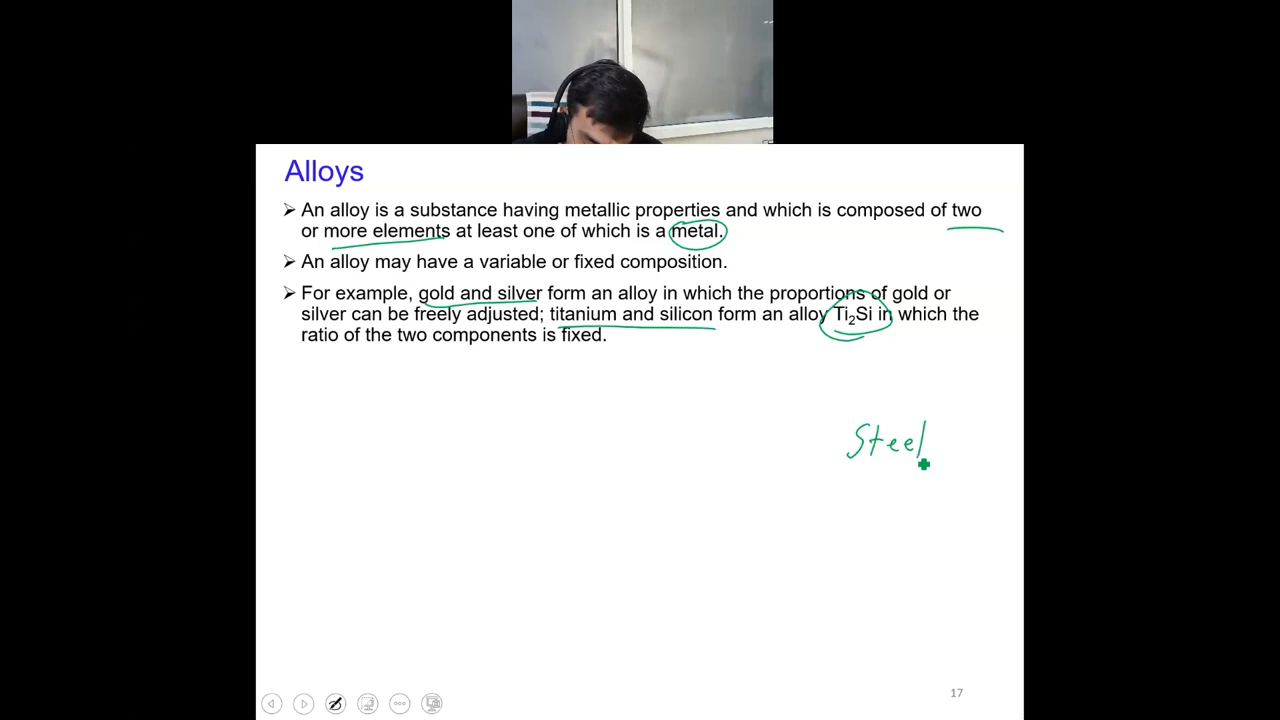 Alloys
➢ An alloy is a substance having metallic properties and which is composed of two
or more elements at least one of which is a metal.
➢ An alloy may have a variable or fixed composition.
➢ For example, gold and silver form an alloy in which the proportions of gold or
silver can be freely adjusted; titanium and silicon form an alloy Ti₂Si in which the
ratio of the two components is fixed.
Steel
17